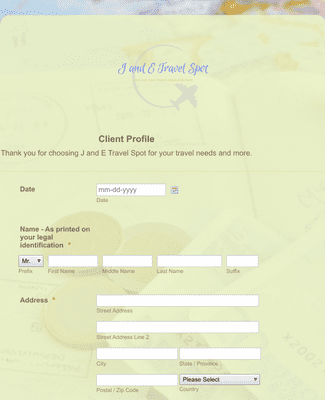 J and E Travel Spot
Client Profile
Thank you for choosing J and E Travel Spot for your travel needs and more.
Date
mm-dd-yyyy
Date
Name - As printed on
your legal
identification *
Mr.
Prefix
First Name
Middle Name
Last Name
Suffix
Address *
Street Address
Street Address Line 2
City
State / Province
Please Select
Postal / Zip Code
Country